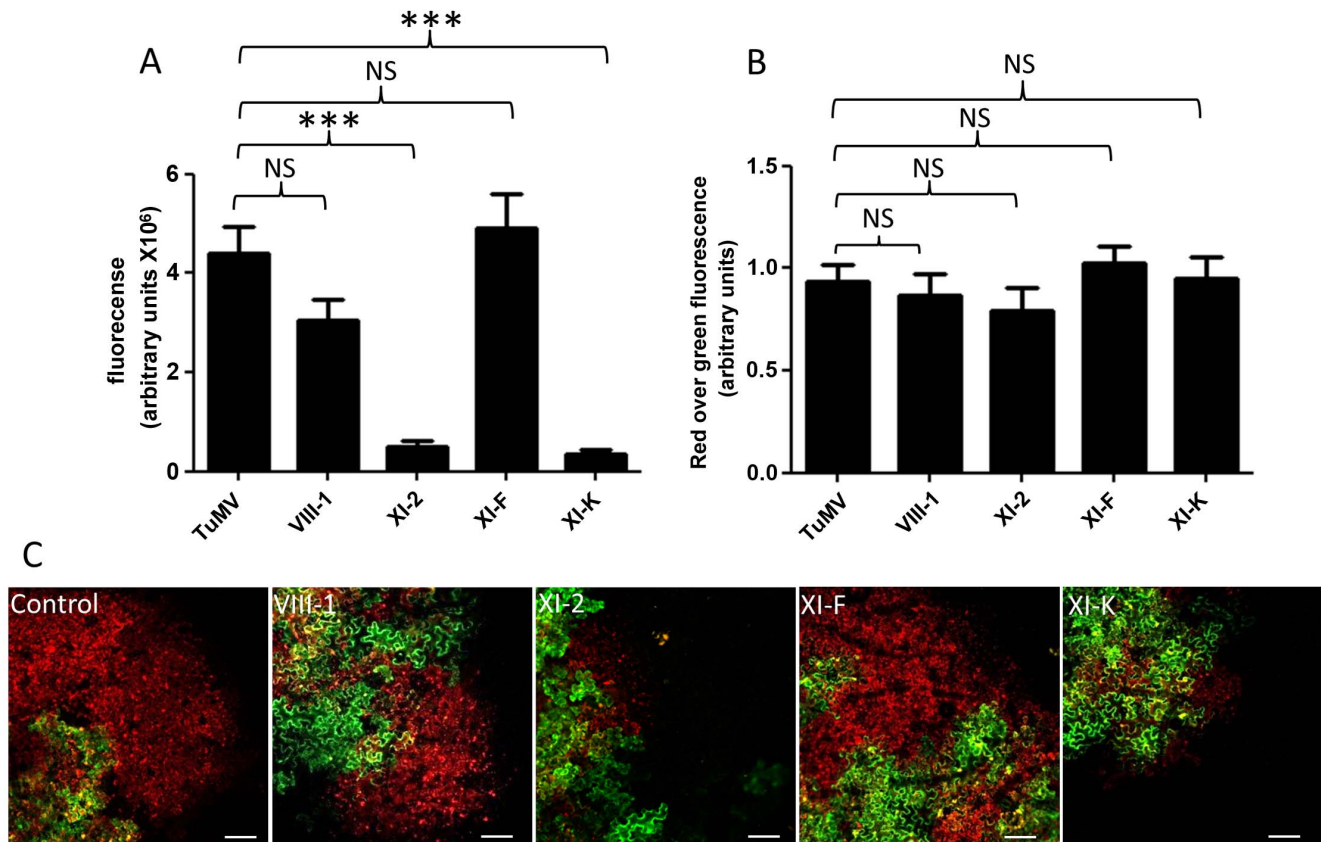 A
***
NS
***
NS
fluorecense
(arbitrary units X10⁶)
6
4
2
0
TuMV
VIII-1
XI-2
XI-F
XI-K
B
NS
NS
NS
NS
Red over green fluorescence
(arbitrary units)
1.5
1.0
0.5
0.0
TuMV
VIII-1
XI-2
XI-F
XI-K
C
Control
VIII-1
XI-2
XI-F
XI-K